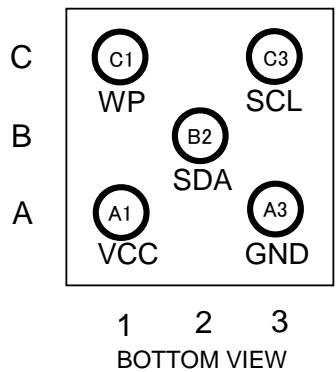 C C1 C3
WP SCL
B B2
SDA
A A1 A3
VCC GND
1 2 3
BOTTOM VIEW